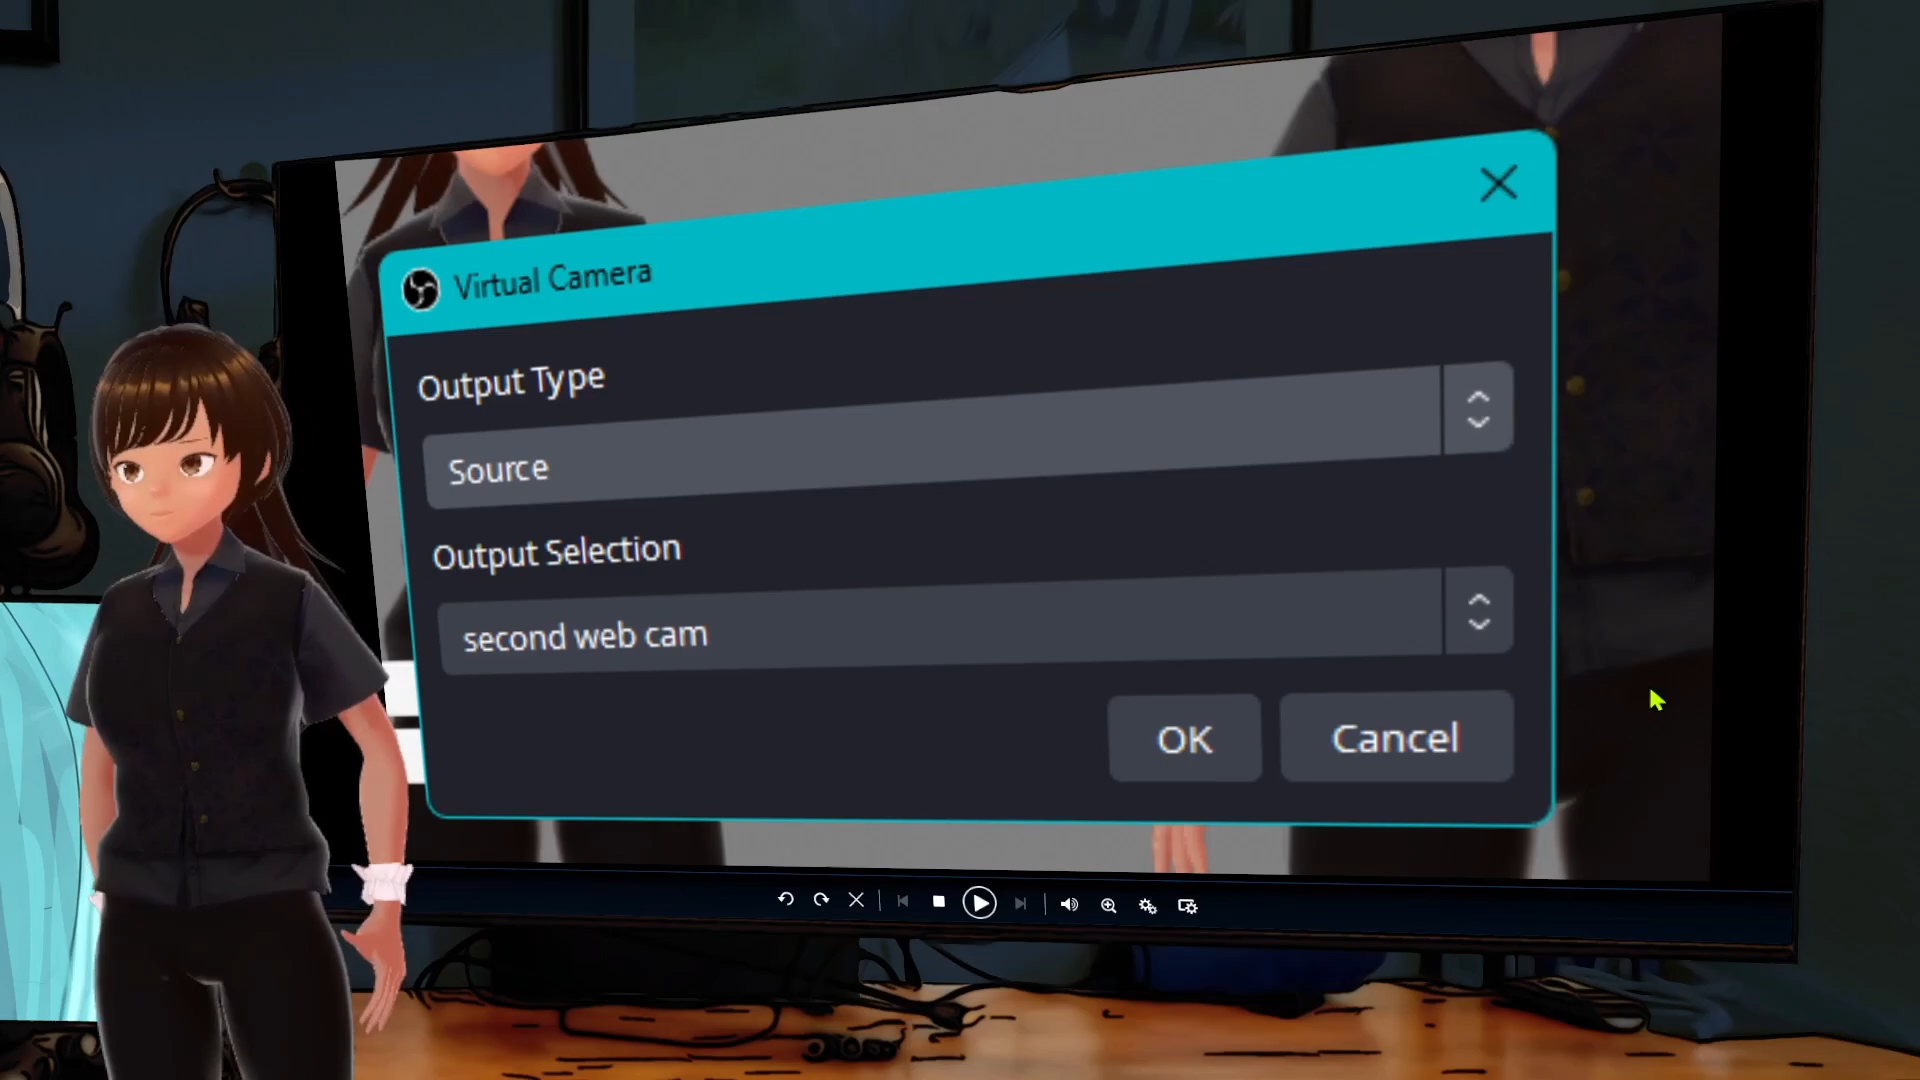 Virtual Camera
Output Type
Source
Output Selection
second web cam
OK
Cancel